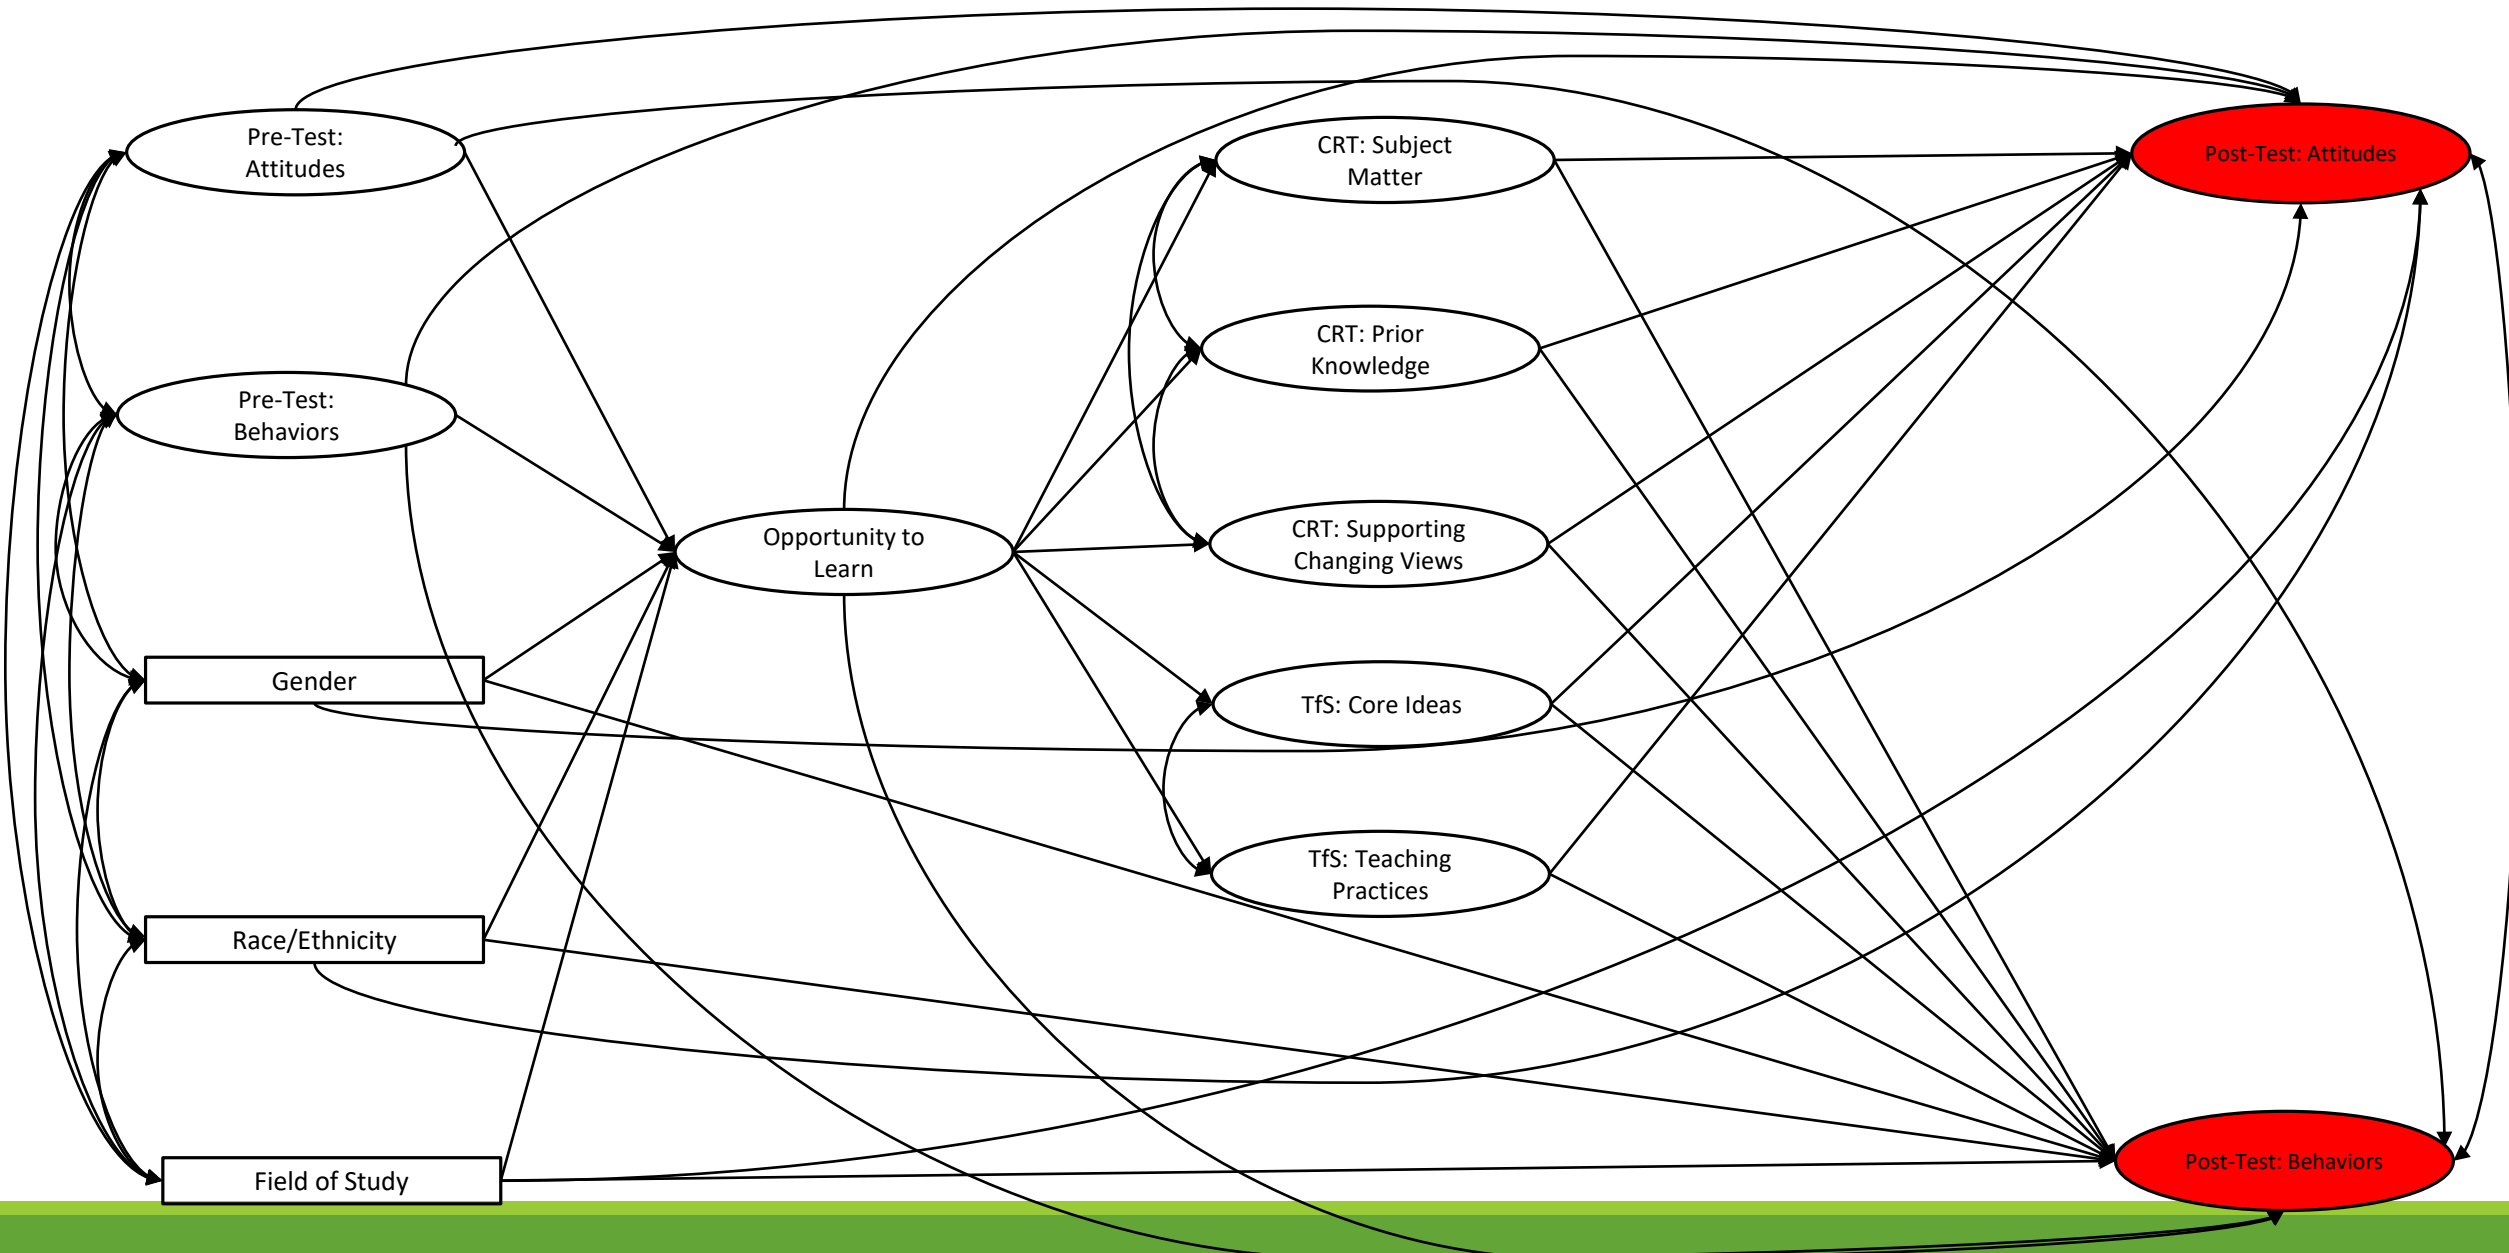 Pre-Test:
Attitudes
Pre-Test:
Behaviors
Gender
Race/Ethnicity
Field of Study
Opportunity to
Learn
CRT: Subject
Matter
CRT: Prior
Knowledge
CRT: Supporting
Changing Views
TfS: Core Ideas
TfS: Teaching
Practices
Post-Test: Attitudes
Post-Test: Behaviors